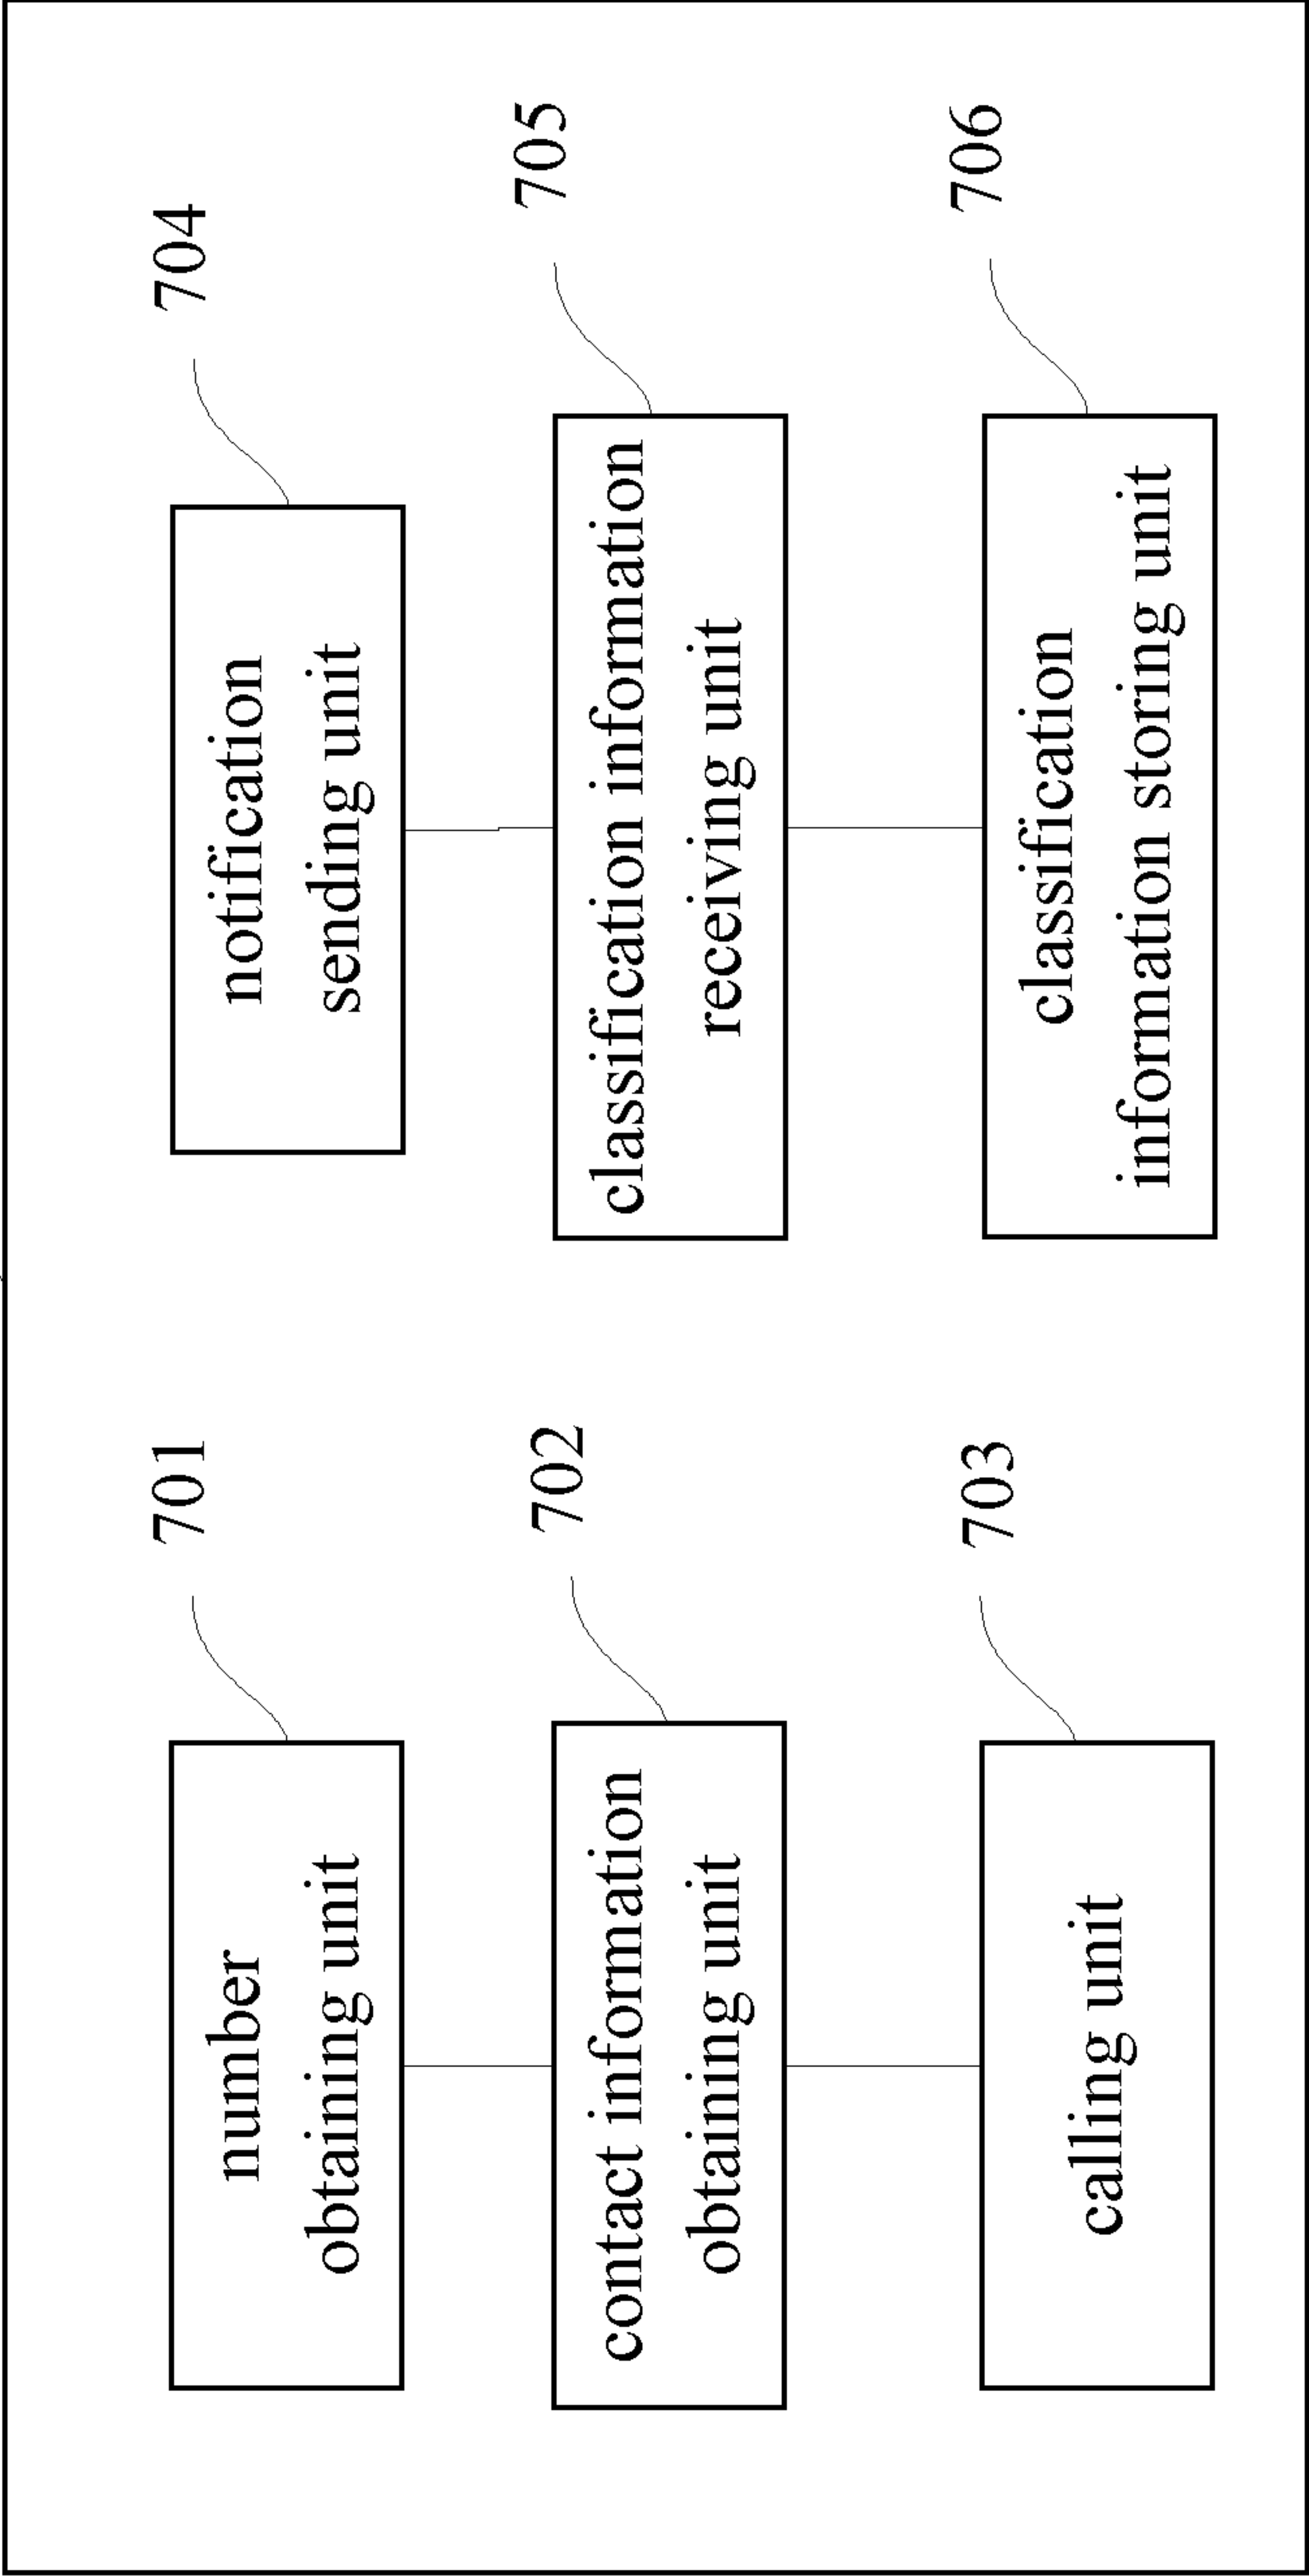 701
number
obtaining unit
702
contact information
obtaining unit
703
calling unit
704
notification
sending unit
705
classification information
receiving unit
706
classification
information storing unit